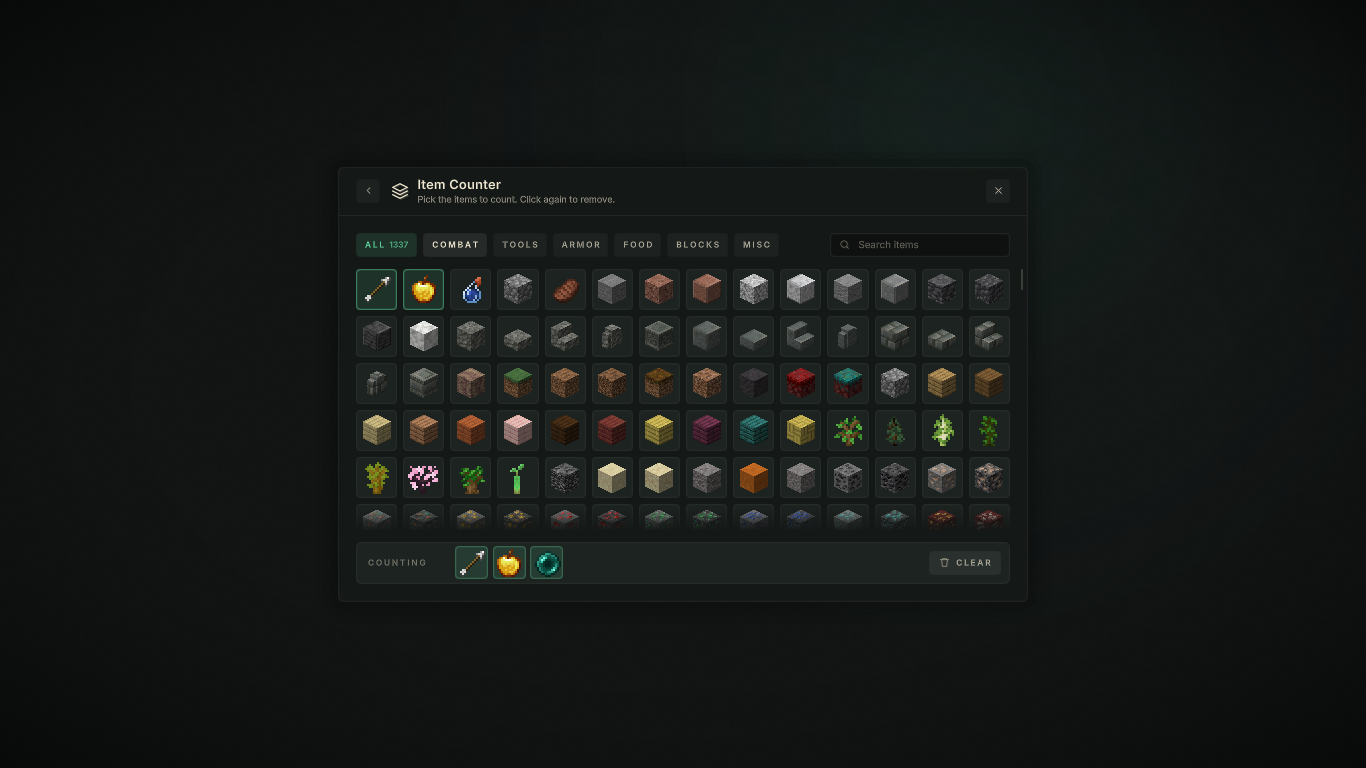 Item Counter
Pick the items to count. Click again to remove.
ALL 1337 COMBAT TOOLS ARMOR FOOD BLOCKS MISC Search items
COUNTING CLEAR